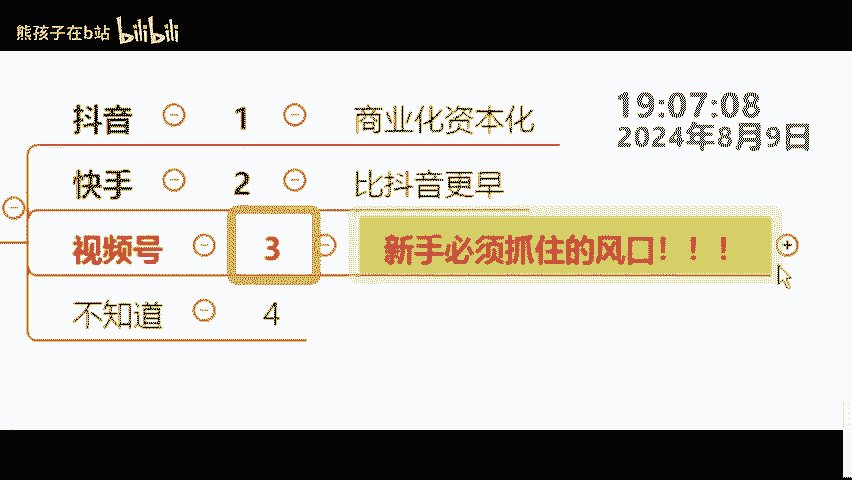 熊孩子在b站 bilibili
19:07:08
2024年8月9日
抖音 1 商业化资本化
快手 2 比抖音更早
视频号 3 新手必须抓住的风口！！！
不知道 4